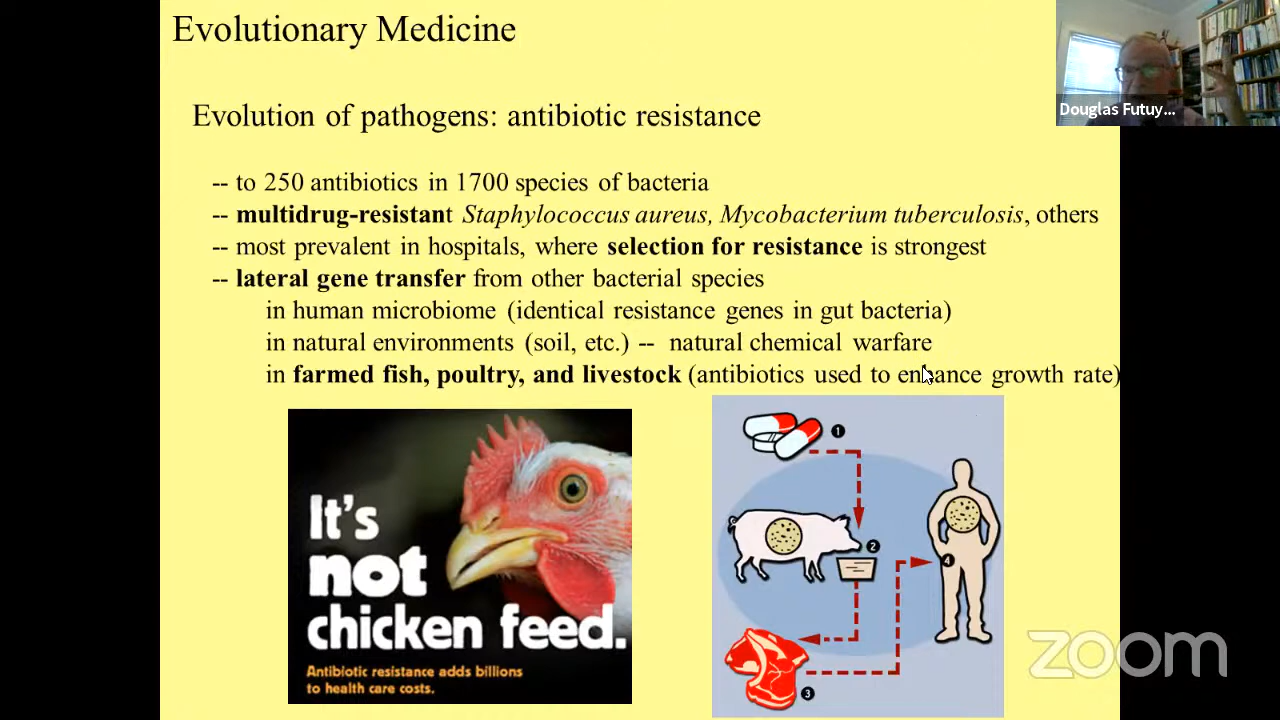 Evolutionary Medicine
Douglas Futuy...
Evolution of pathogens: antibiotic resistance
-- to 250 antibiotics in 1700 species of bacteria
-- multidrug-resistant Staphylococcus aureus, Mycobacterium tuberculosis, others
-- most prevalent in hospitals, where selection for resistance is strongest
-- lateral gene transfer from other bacterial species
in human microbiome (identical resistance genes in gut bacteria)
in natural environments (soil, etc.) -- natural chemical warfare
in farmed fish, poultry, and livestock (antibiotics used to enhance growth rate)
It's
not
chicken feed.
Antibiotic resistance adds billions
to health care costs.
1
2
4
3
zoom